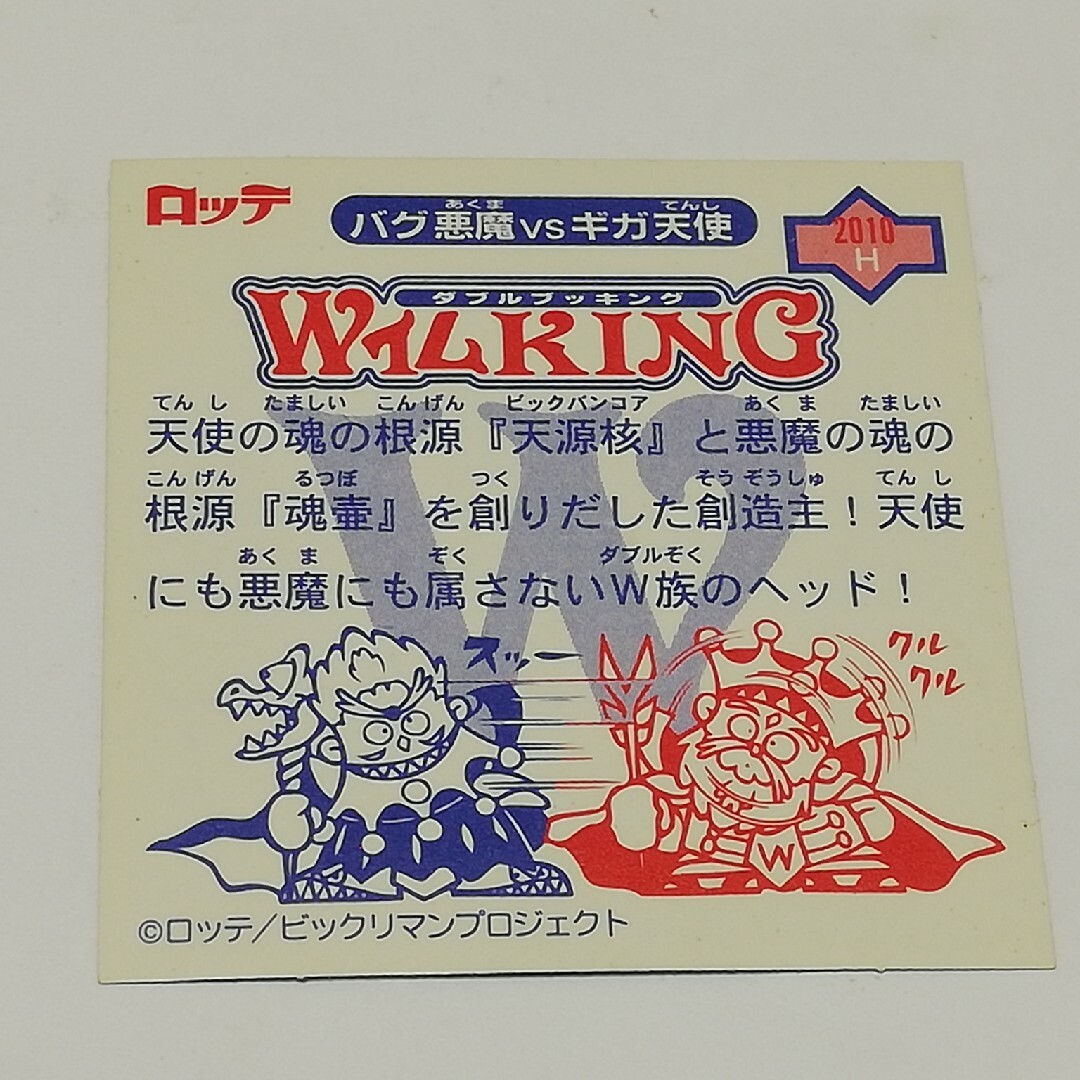 ロッテ
バグ悪魔vsギガ天使
あくま てんし
2010
H
ダブルブッキング
WイムKING
てん し たましい こんげん ビックバンコア あく ま たましい
天使の魂の根源『天源核』と悪魔の魂の
こんげん るつぼ つく そうぞうしゅ てん し
根源『魂壷』を創りだした創造主!天使
あく ま ぞく ダブルぞく
にも悪魔にも属さないW族のヘッド!
スッー
クル
クル
W
©ロッテ/ビックリマンプロジェクト